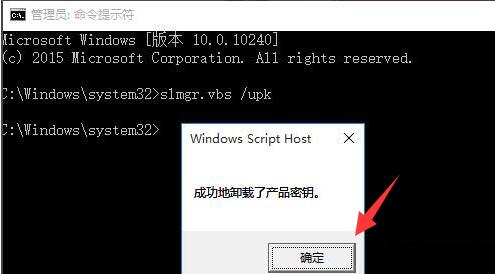 管理员: 命令提示符
Microsoft Windows [版本 10.0.10240]
(c) 2015 Microsoft Corporation. All rights reserved.
C:\Windows\system32>slmgr.vbs /upk
C:\Windows\system32>
Windows Script Host
成功地卸载了产品密钥。
确定